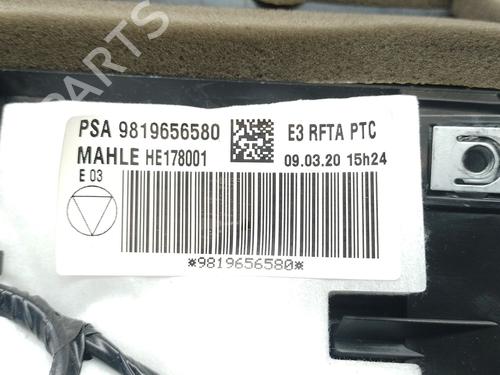 PARTS
PSA 9819656580 E3 RFTA PTC
MAHLE HE178001 09.03.20 15h24
E 03
*9819656580*